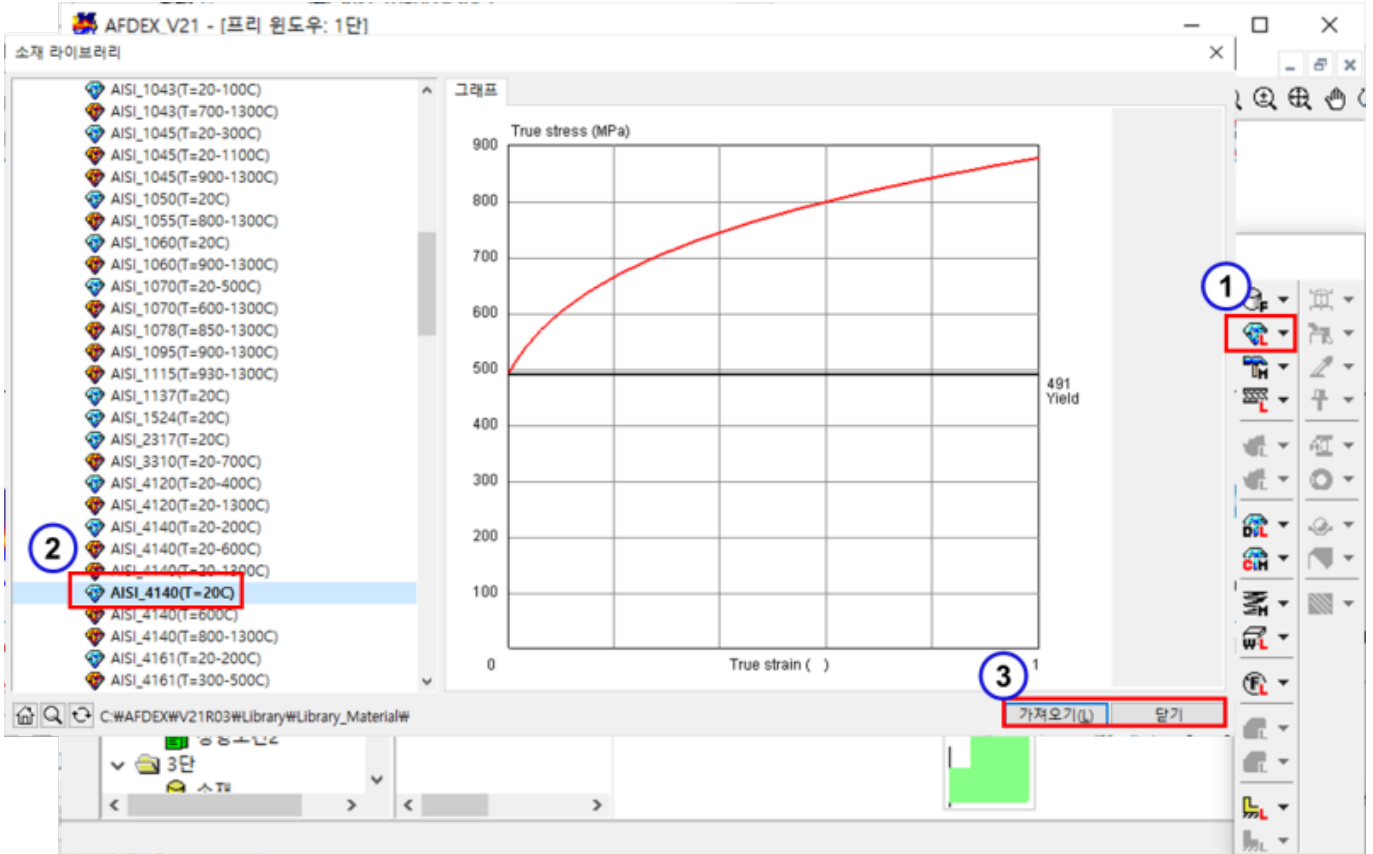 AFDEX_V21 - [프리 윈도우: 1단]
소재 라이브러리
AISI_1043(T=20-100C)
AISI_1043(T=700-1300C)
AISI_1045(T=20-300C)
AISI_1045(T=20-1100C)
AISI_1045(T=900-1300C)
AISI_1050(T=20C)
AISI_1055(T=800-1300C)
AISI_1060(T=20C)
AISI_1060(T=900-1300C)
AISI_1070(T=20-500C)
AISI_1070(T=600-1300C)
AISI_1078(T=850-1300C)
AISI_1095(T=900-1300C)
AISI_1115(T=930-1300C)
AISI_1137(T=20C)
AISI_1524(T=20C)
AISI_2317(T=20C)
AISI_3310(T=20-700C)
AISI_4120(T=20-400C)
AISI_4120(T=20-1300C)
AISI_4140(T=20-200C)
AISI_4140(T=20-600C)
AISI_4140(T=20-1300C)
AISI_4140(T=20C)
AISI_4140(T=600C)
AISI_4140(T=800-1300C)
AISI_4161(T=20-200C)
AISI_4161(T=300-500C)
2
그래프
True stress (MPa)
900
800
700
600
500
400
300
200
100
0
491
Yield
True strain ( )
1
1
3
C:₩AFDEX₩V21R03₩Library₩Library_Material₩
가져오기(L)
닫기
3단
소재